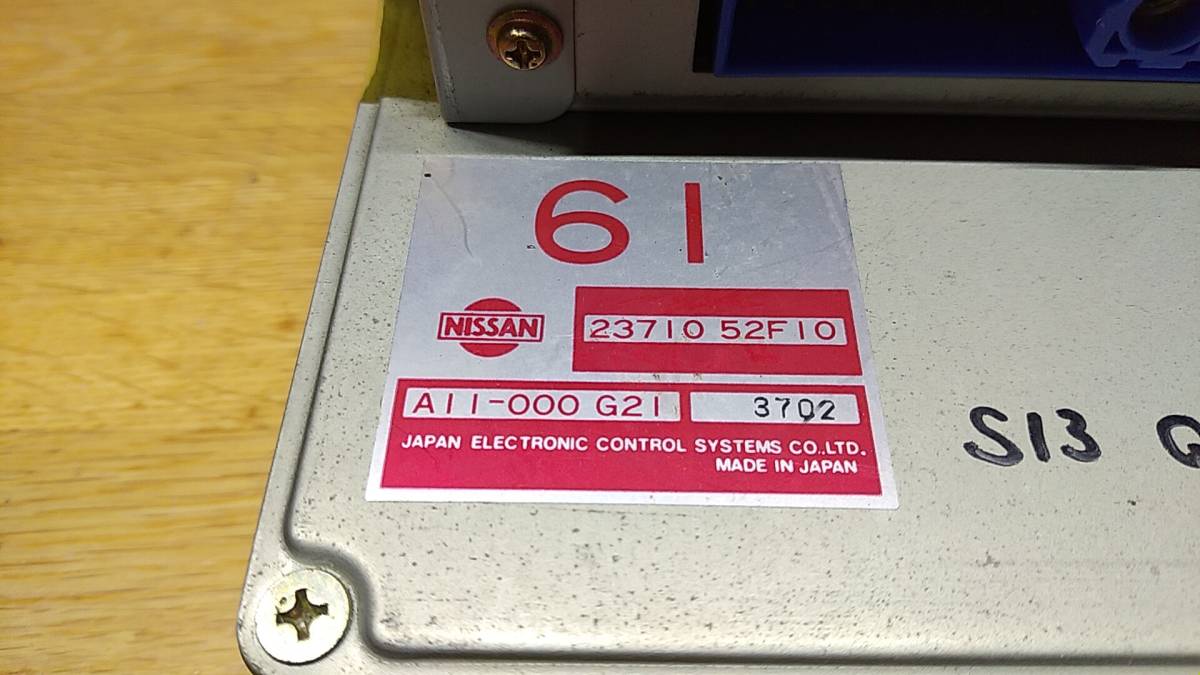 61
NISSAN
23710 52F10
A11-000 G21 3702
JAPAN ELECTRONIC CONTROL SYSTEMS CO.,LTD.
MADE IN JAPAN
S13